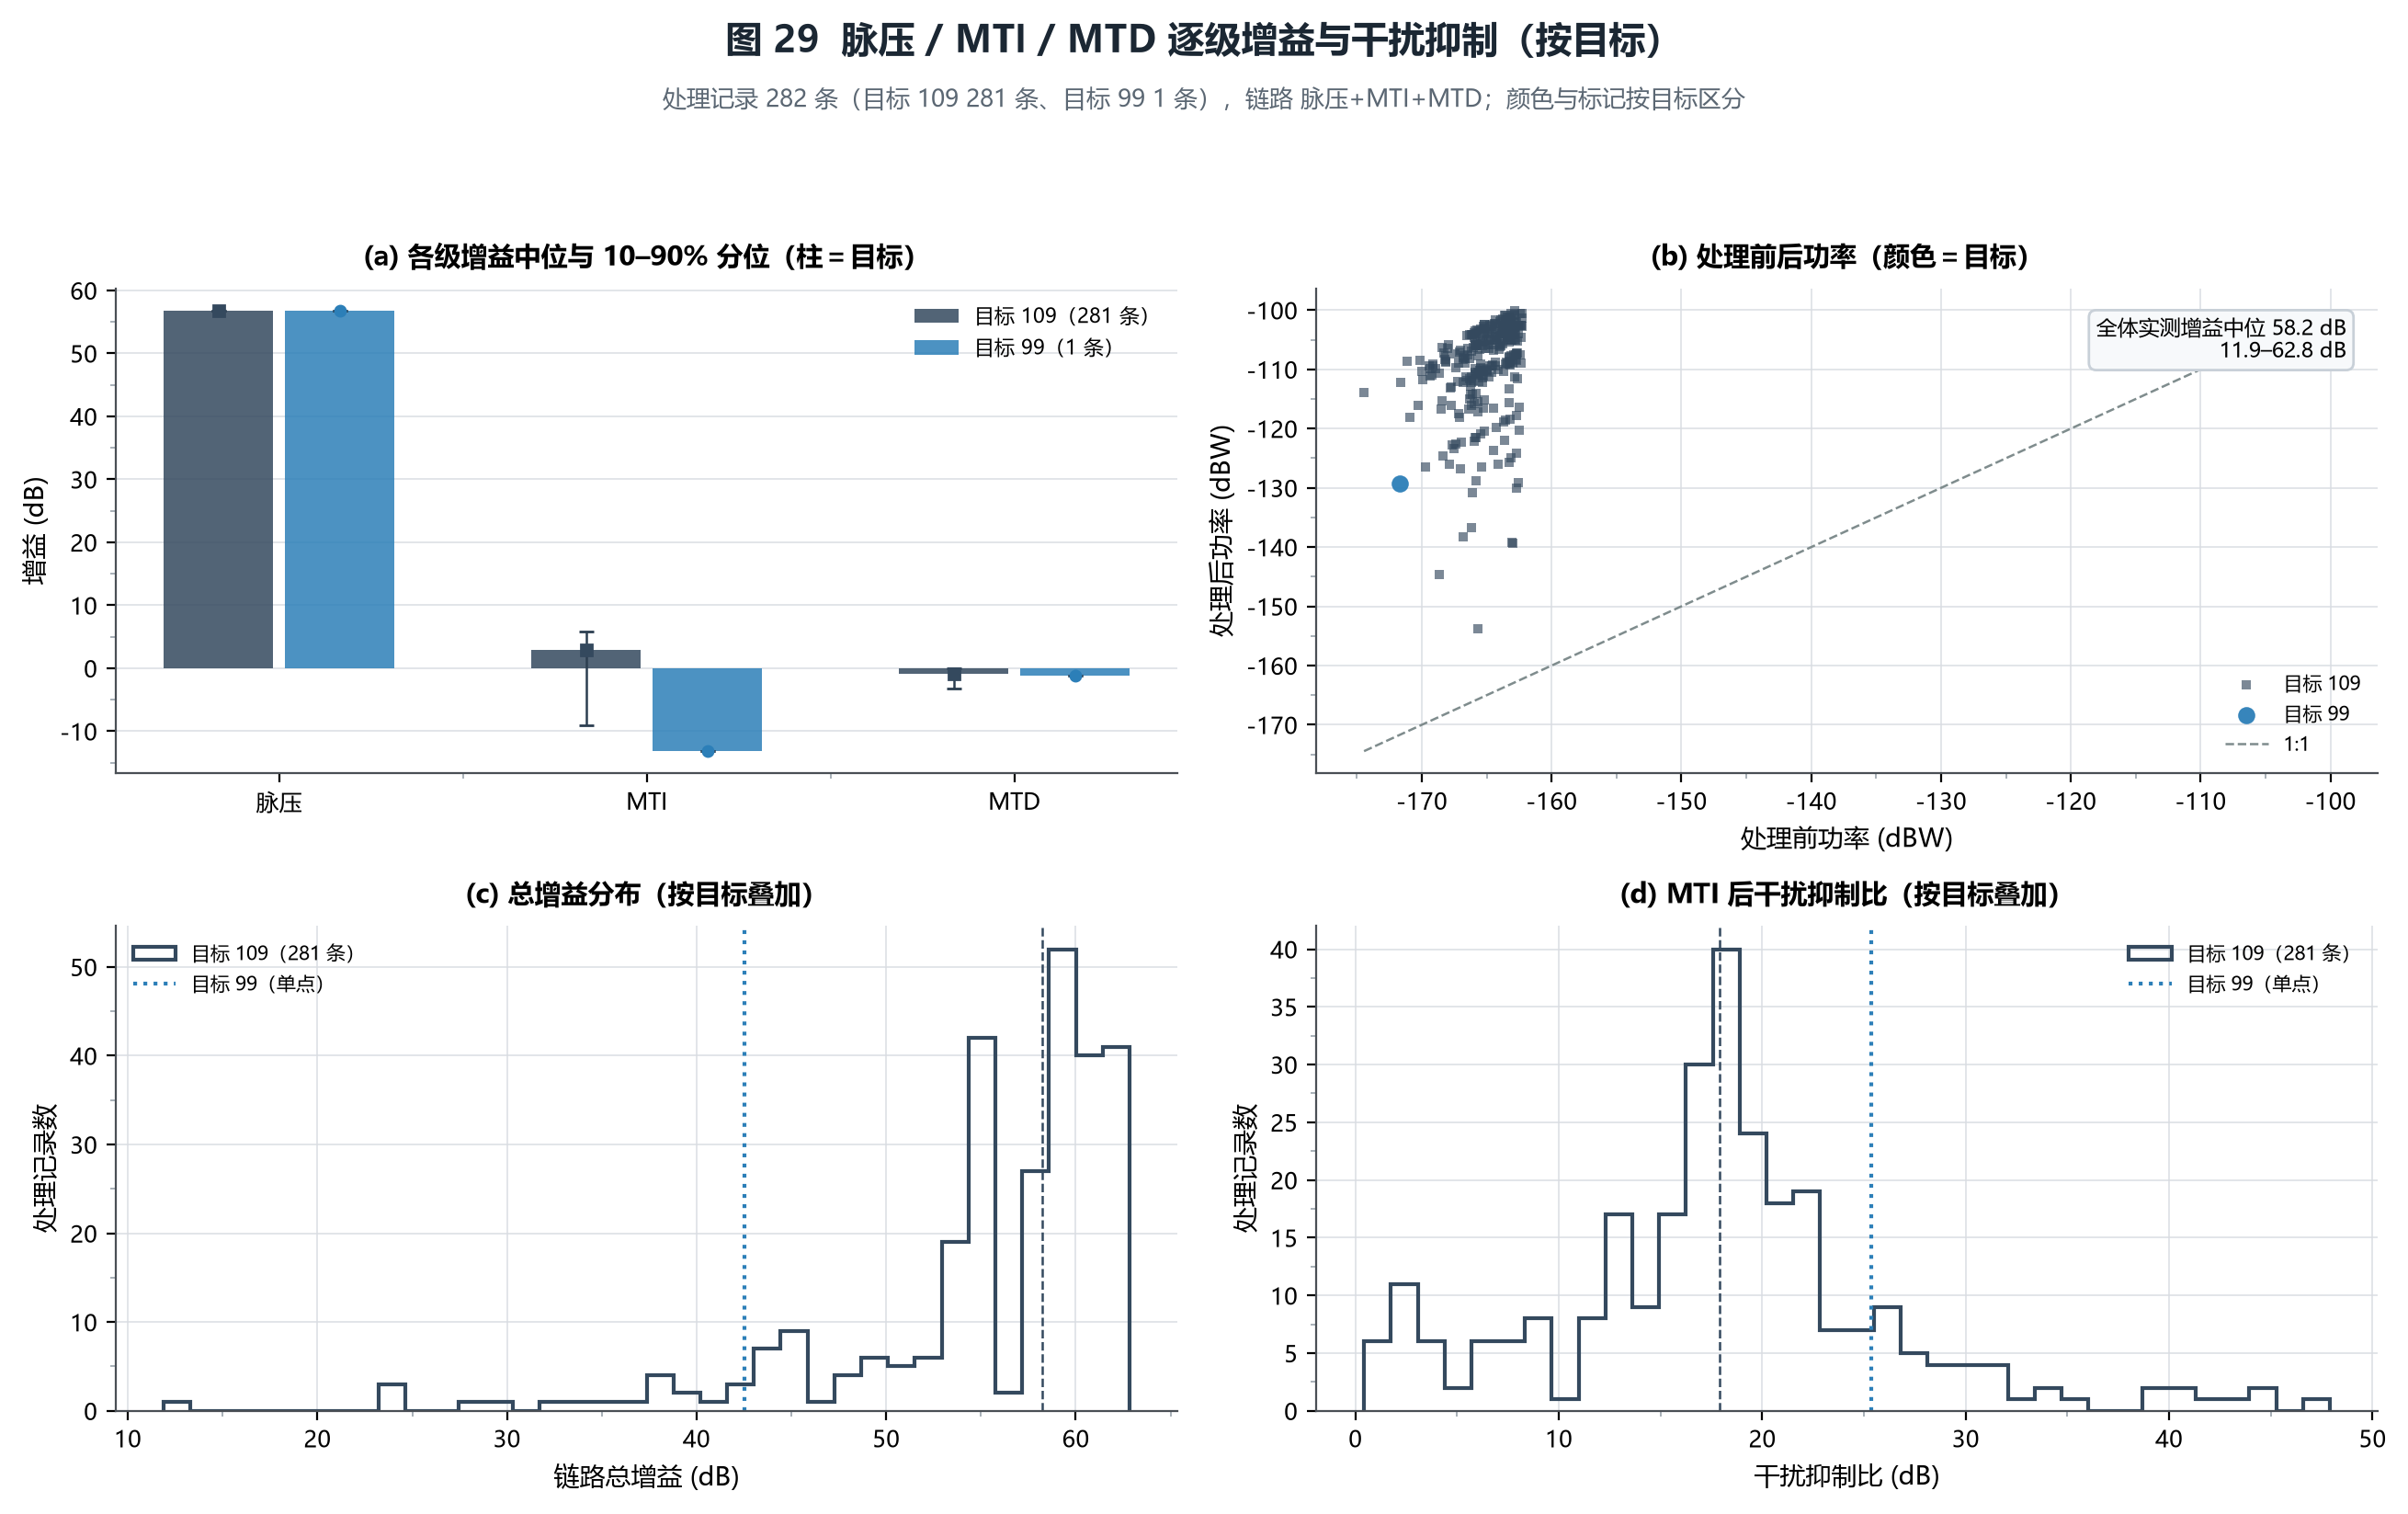 图 29  脉压 / MTI / MTD 逐级增益与干扰抑制（按目标）
处理记录 282 条（目标 109 281 条、目标 99 1 条），链路 脉压+MTI+MTD；颜色与标记按目标区分
(a) 各级增益中位与 10–90% 分位（柱＝目标）
增益 (dB)
60
50
40
30
20
10
0
-10
目标 109（281 条）
目标 99（1 条）
脉压
MTI
MTD
(b) 处理前后功率（颜色＝目标）
处理后功率 (dBW)
-100
-110
-120
-130
-140
-150
-160
-170
全体实测增益中位 58.2 dB
11.9–62.8 dB
目标 109
目标 99
1:1
-170
-160
-150
-140
-130
-120
-110
-100
处理前功率 (dBW)
(c) 总增益分布（按目标叠加）
处理记录数
50
40
30
20
10
0
目标 109（281 条）
目标 99（单点）
10
20
30
40
50
60
链路总增益 (dB)
(d) MTI 后干扰抑制比（按目标叠加）
处理记录数
40
35
30
25
20
15
10
5
0
目标 109（281 条）
目标 99（单点）
0
10
20
30
40
50
干扰抑制比 (dB)